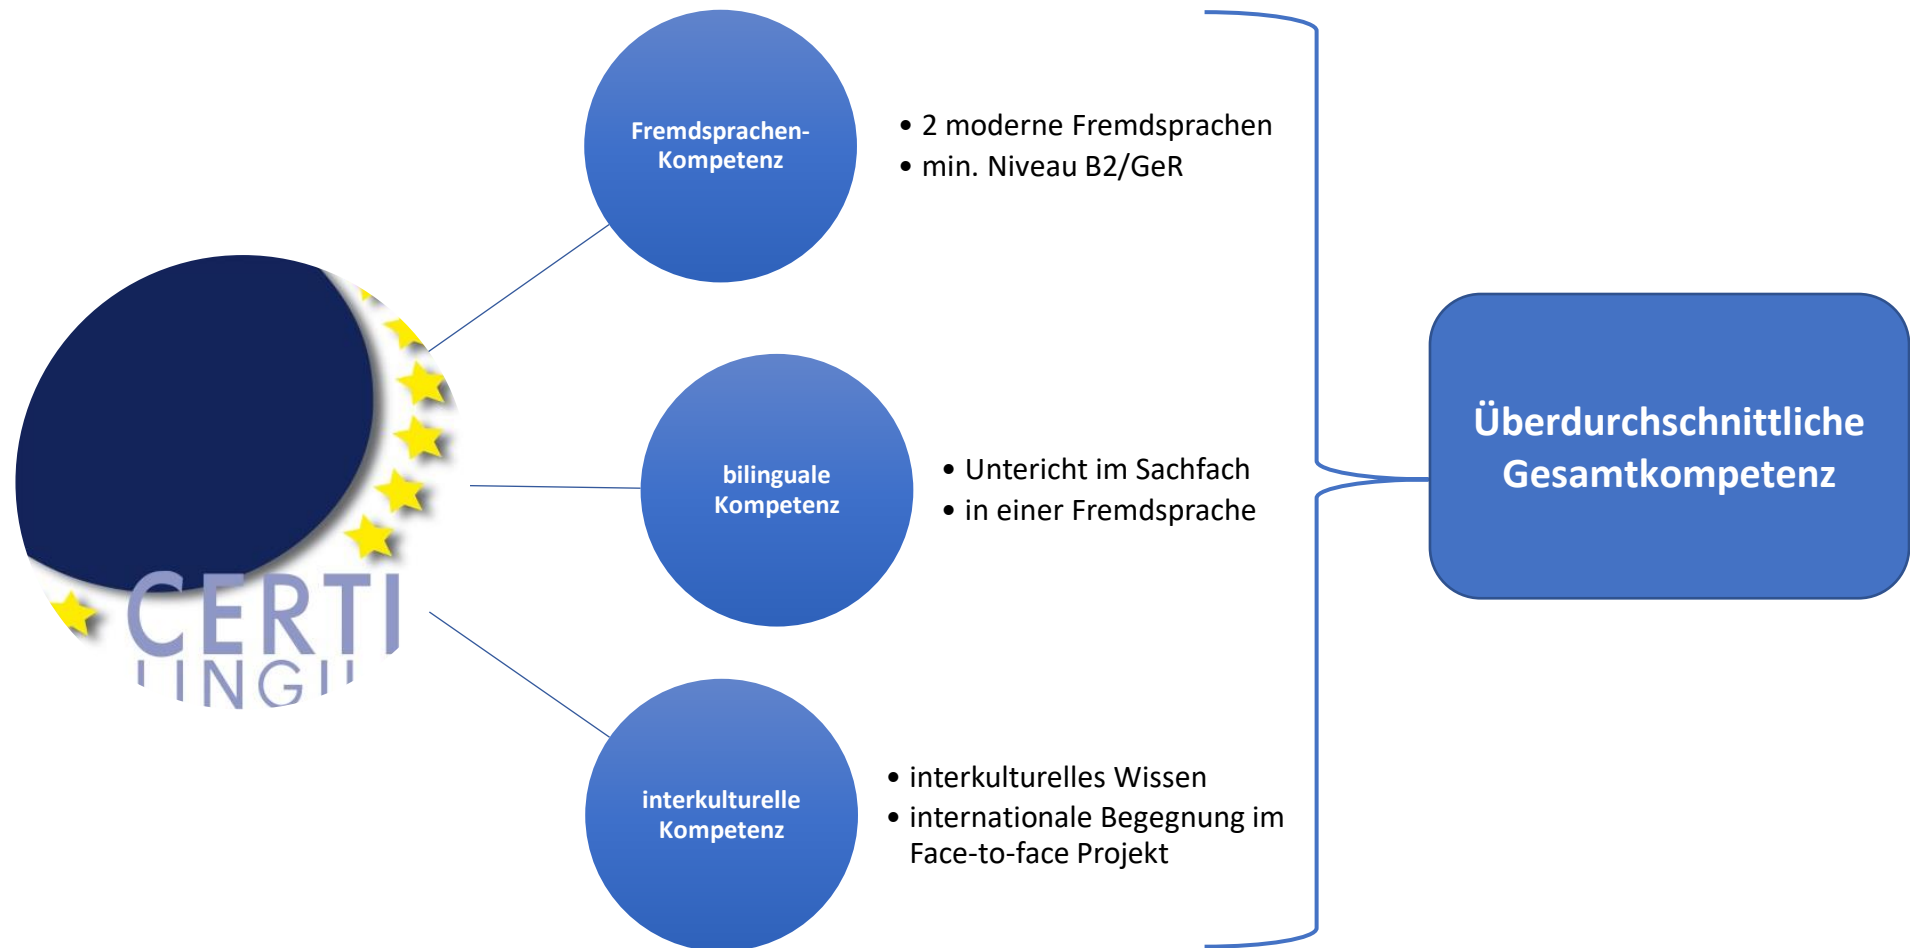 Fremdsprachen-
Kompetenz
• 2 moderne Fremdsprachen
• min. Niveau B2/GeR
bilinguale
Kompetenz
• Untericht im Sachfach
• in einer Fremdsprache
interkulturelle
Kompetenz
• interkulturelles Wissen
• internationale Begegnung im
Face-to-face Projekt
CERTI
Überdurchschnittliche
Gesamtkompetenz